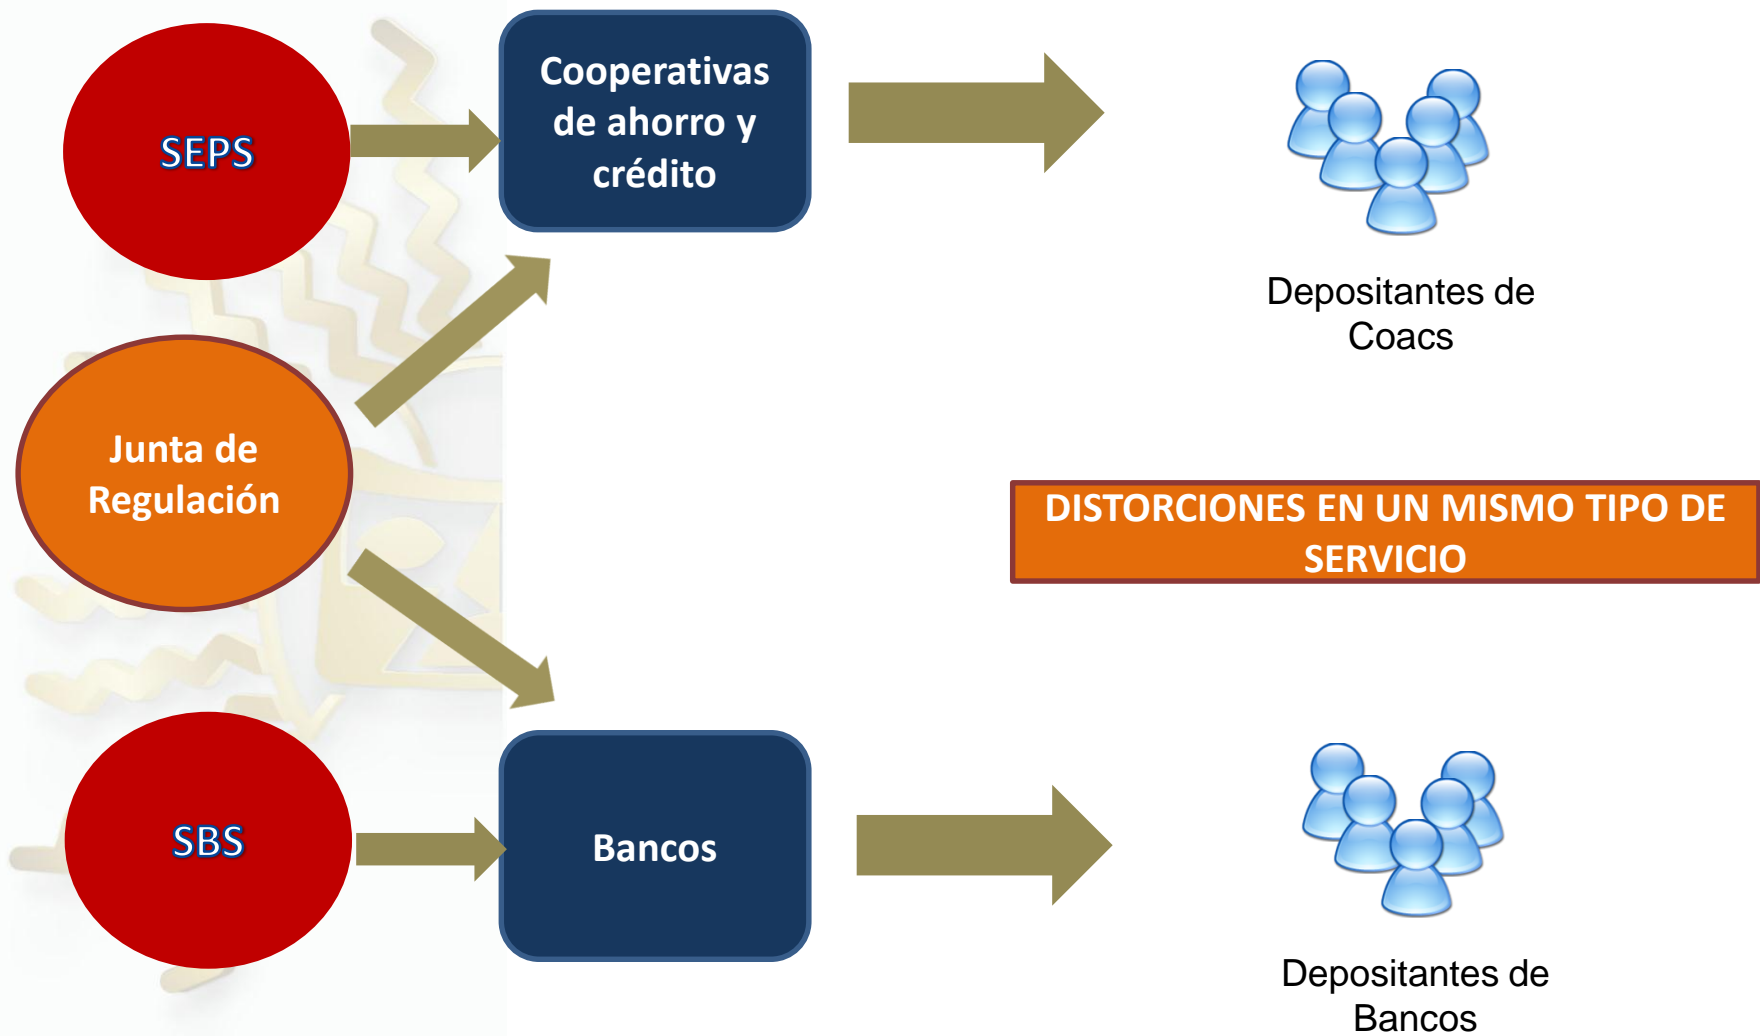 SEPS
Cooperativas
de ahorro y
crédito
Depositantes de
Coacs
Junta de
Regulación
DISTORCIONES EN UN MISMO TIPO DE
SERVICIO
SBS
Bancos
Depositantes de
Bancos